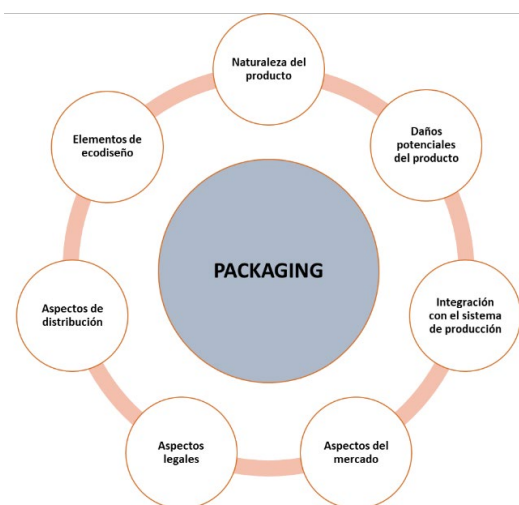 Naturaleza del
producto
Daños
potenciales
del producto
Integración
con el sistema
de producción
Aspectos del
mercado
Aspectos
legales
Aspectos de
distribución
Elementos de
ecodiseño
PACKAGING